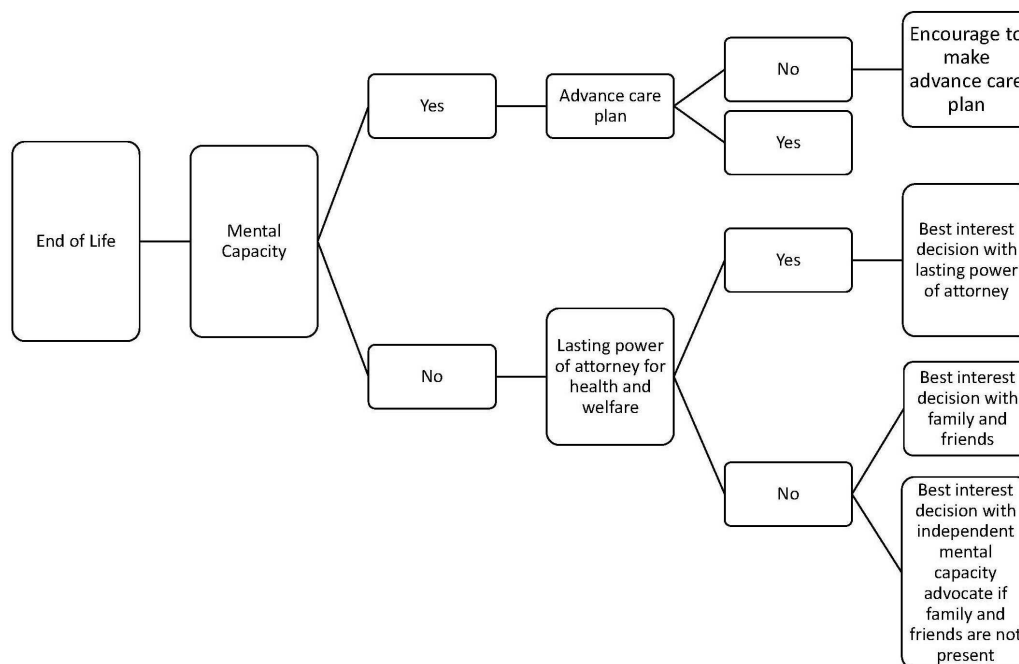 End of Life
Mental
Capacity
Yes
Advance care
plan
No
Encourage to
make
advance care
plan
Yes
No
Lasting power
of attorney for
health and
welfare
Yes
Best interest
decision with
lasting power
of attorney
No
Best interest
decision with
family and
friends
Best interest
decision with
independent
mental
capacity
advocate if
family and
friends are not
present